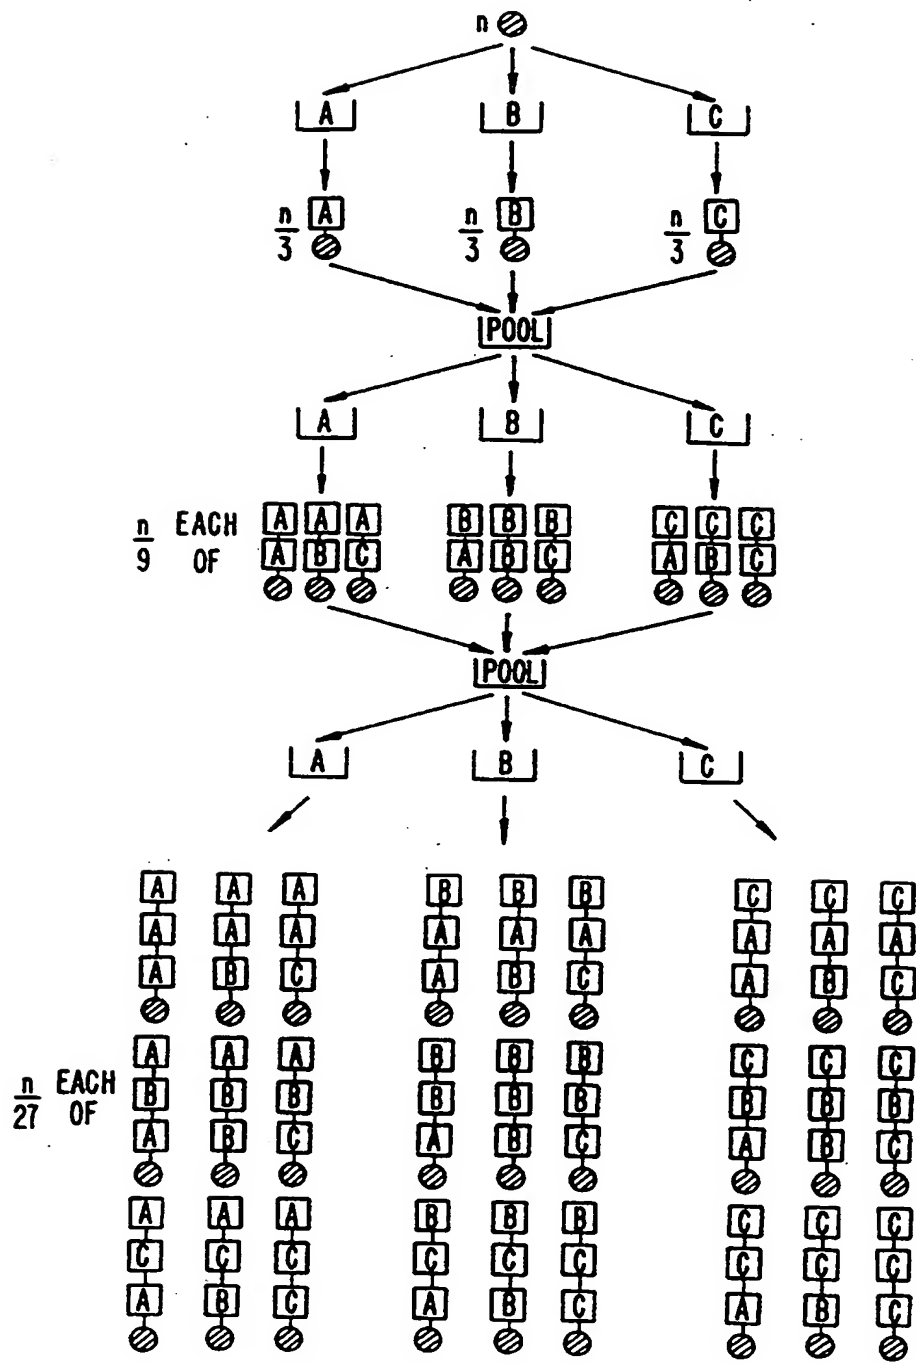 n
A B C
n/3 A n/3 B n/3 C
POOL
A B C
A A A B B B C C C
n/9 EACH OF
A B C A B C A B C
POOL
A B C
A A A B B B C C C
A A A A A A A A A
A B C A B C A B C
A A A B B B C C C
n/27 EACH OF
B B B B B B B B B
A B C A B C A B C
A A A B B B C C C
C C C C C C C C C
A B C A B C A B C